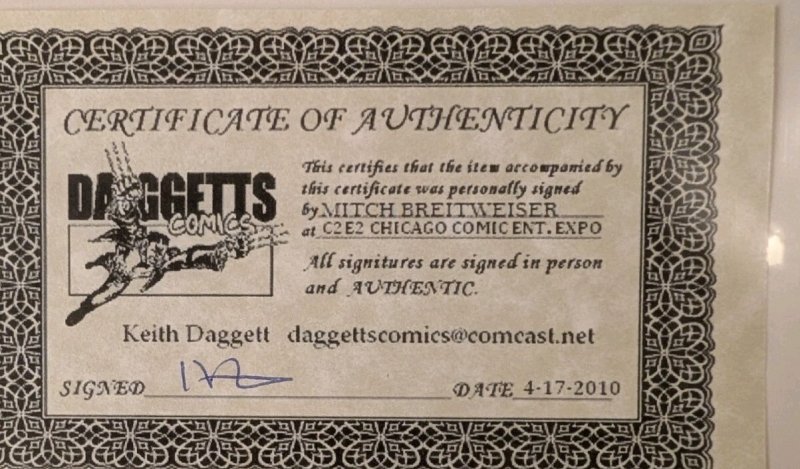 CERTIFICATE OF AUTHENTICITY
DAGGETTS
COMICS
This certifies that the item accompanied by
this certificate was personally signed
by MITCH BREITWEISER
at C2E2 CHICAGO COMIC ENT. EXPO
All signitures are signed in person
and AUTHENTIC.
Keith Daggett daggettscomics@comcast.net
SIGNED
DATE 4-17-2010